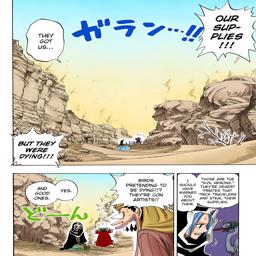 OUR
SUP-
PLIES
!!!
THEY
GOT
US...
ガラン…!!
BUT THEY
WERE
DYING!!!
THOSE ARE THE
"EVIL HERONS."
THEY'RE DESERT
PIRATES THAT
TRICK TRAVELERS
AND STEAL THEIR
SUPPLIES.
I
SHOULD
HAVE
WARNED
YOU
ABOUT
THEM.
BIRDS
PRETENDING TO
BE DYING!!?
THEY'RE CON
ARTISTS!!
YES.
AND
GOOD
ONES.
どーん